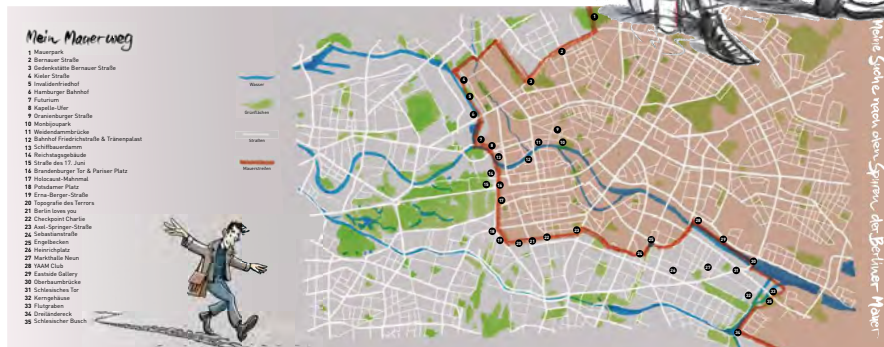 Mein Mauerweg
1 Mauerpark
2 Bernauer Straße
3 Gedenkstätte Bernauer Straße
4 Kieler Straße
5 Invalidenfriedhof
6 Hamburger Bahnhof
7 Futurium
8 Kapelle-Ufer
9 Oranienburger Straße
10 Monbijoupark
11 Weidendammbrücke
12 Bahnhof Friedrichstraße & Tränenpalast
13 Schiffbauerdamm
14 Reichstagsgebäude
15 Straße des 17. Juni
16 Brandenburger Tor & Pariser Platz
17 Holocaust-Mahnmal
18 Potsdamer Platz
19 Erna-Berger-Straße
20 Topografie des Terrors
21 Berlin loves you
22 Checkpoint Charlie
23 Axel-Springer-Straße
24 Sebastianstraße
25 Engelbecken
26 Heinrichplatz
27 Markthalle Neun
28 YAAM Club
29 Eastside Gallery
30 Oberbaumbrücke
31 Schlesisches Tor
32 Kerngehäuse
33 Flutgraben
34 Dreiländereck
35 Schlesischer Busch
Wasser
Grünflächen
Straßen
Mauerstreifen
Meine Suche nach den Spuren der Berliner Mauer